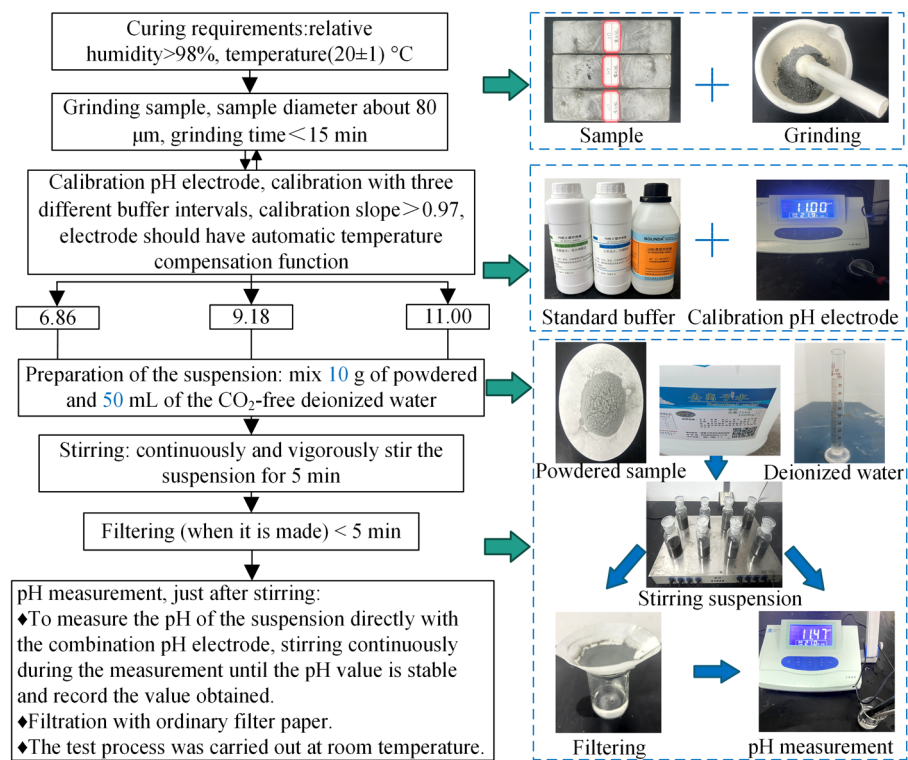 Curing requirements:relative
humidity>98%, temperature(20±1) °C
Grinding sample, sample diameter about 80
μm, grinding time<15 min
Calibration pH electrode, calibration with three
different buffer intervals, calibration slope>0.97,
electrode should have automatic temperature
compensation function
6.86
9.18
11.00
Preparation of the suspension: mix 10 g of powdered
and 50 mL of the CO₂-free deionized water
Stirring: continuously and vigorously stir the
suspension for 5 min
Filtering (when it is made) < 5 min
pH measurement, just after stirring:
♦To measure the pH of the suspension directly with
the combination pH electrode, stirring continuously
during the measurement until the pH value is stable
and record the value obtained.
♦Filtration with ordinary filter paper.
♦The test process was carried out at room temperature.
Sample
Grinding
11.00
Standard buffer
Calibration pH electrode
Powdered sample
Deionized water
Stirring suspension
11.47
Filtering
pH measurement